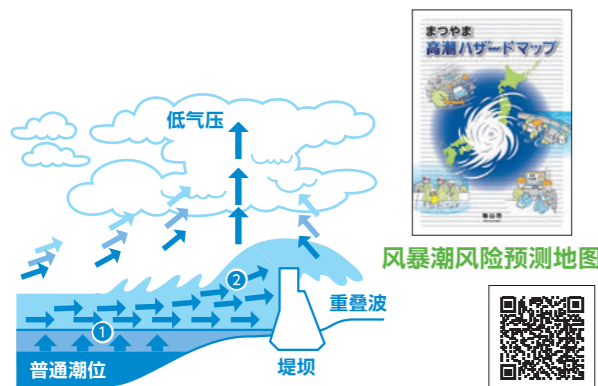 まつやま
高潮ハザードマップ
松山市
低气压
风暴潮风险预测地图
②
重叠波
①
普通潮位
堤坝